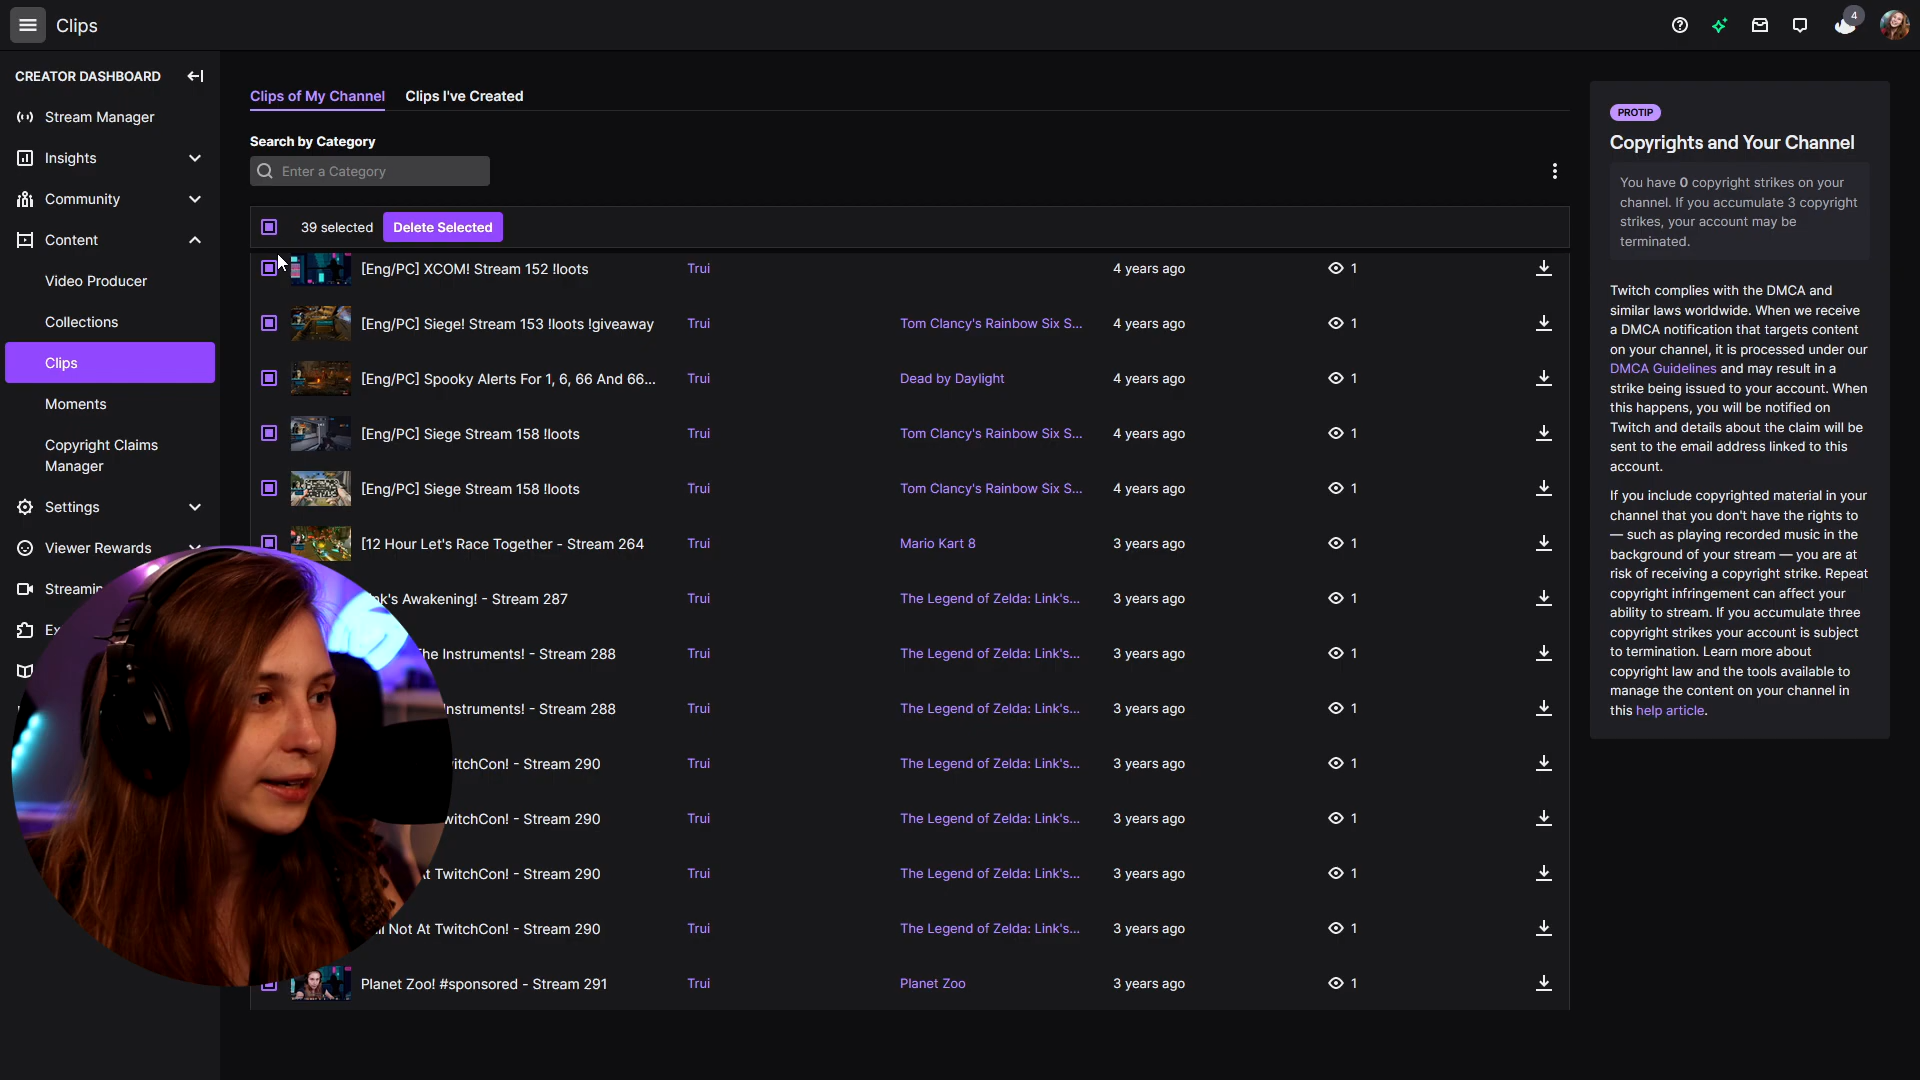 Clips
4
CREATOR DASHBOARD
Stream Manager
Insights
Community
Content
Video Producer
Collections
Clips
Moments
Copyright Claims
Manager
Settings
Viewer Rewards
Clips of My Channel
Clips I've Created
Search by Category
Enter a Category
39 selected
Delete Selected
[Eng/PC] XCOM! Stream 152 !loots Trui 4 years ago 1
[Eng/PC] Siege! Stream 153 !loots !giveaway Trui Tom Clancy's Rainbow Six S... 4 years ago 1
[Eng/PC] Spooky Alerts For 1, 6, 66 And 66... Trui Dead by Daylight 4 years ago 1
[Eng/PC] Siege Stream 158 !loots Trui Tom Clancy's Rainbow Six S... 4 years ago 1
[Eng/PC] Siege Stream 158 !loots Trui Tom Clancy's Rainbow Six S... 4 years ago 1
[12 Hour Let's Race Together - Stream 264 Trui Mario Kart 8 3 years ago 1
Awakening! - Stream 287 Trui The Legend of Zelda: Link's... 3 years ago 1
The Instruments! - Stream 288 Trui The Legend of Zelda: Link's... 3 years ago 1
Instruments! - Stream 288 Trui The Legend of Zelda: Link's... 3 years ago 1
TwitchCon! - Stream 290 Trui The Legend of Zelda: Link's... 3 years ago 1
TwitchCon! - Stream 290 Trui The Legend of Zelda: Link's... 3 years ago 1
At TwitchCon! - Stream 290 Trui The Legend of Zelda: Link's... 3 years ago 1
Not At TwitchCon! - Stream 290 Trui The Legend of Zelda: Link's... 3 years ago 1
Planet Zoo! #sponsored - Stream 291 Trui Planet Zoo 3 years ago 1
PROTIP
Copyrights and Your Channel
You have 0 copyright strikes on your
channel. If you accumulate 3 copyright
strikes, your account may be
terminated.
Twitch complies with the DMCA and
similar laws worldwide. When we receive
a DMCA notification that targets content
on your channel, it is processed under our
DMCA Guidelines and may result in a
strike being issued to your account. When
this happens, you will be notified on
Twitch and details about the claim will be
sent to the email address linked to this
account.
If you include copyrighted material in your
channel that you don't have the rights to
— such as playing recorded music in the
background of your stream — you are at
risk of receiving a copyright strike. Repeat
copyright infringement can affect your
ability to stream. If you accumulate three
copyright strikes your account is subject
to termination. Learn more about
copyright law and the tools available to
manage the content on your channel in
this help article.